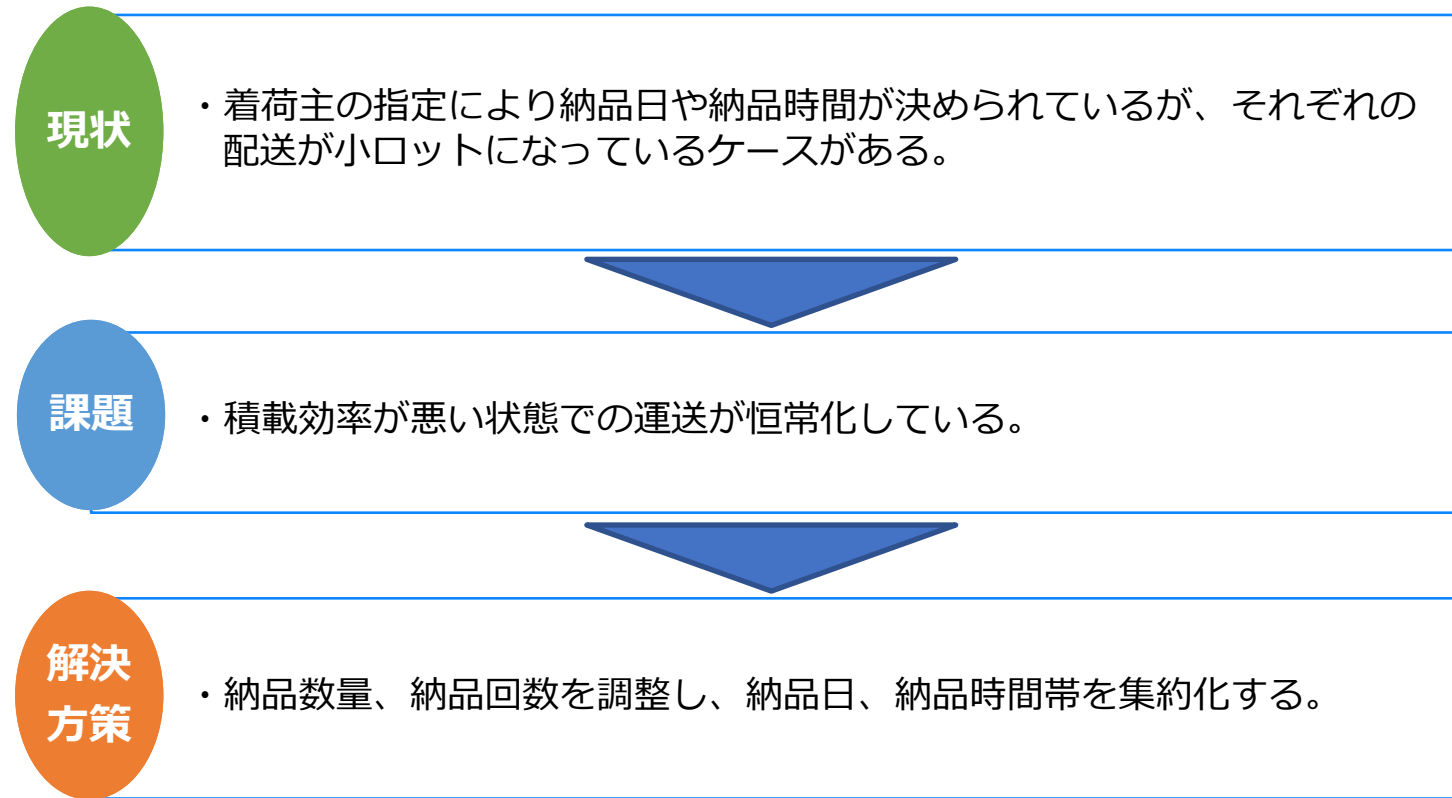 現状
・着荷主の指定により納品日や納品時間が決められているが、それぞれの
配送が小ロットになっているケースがある。
課題
・積載効率が悪い状態での運送が恒常化している。
解決
方策
・納品数量、納品回数を調整し、納品日、納品時間帯を集約化する。